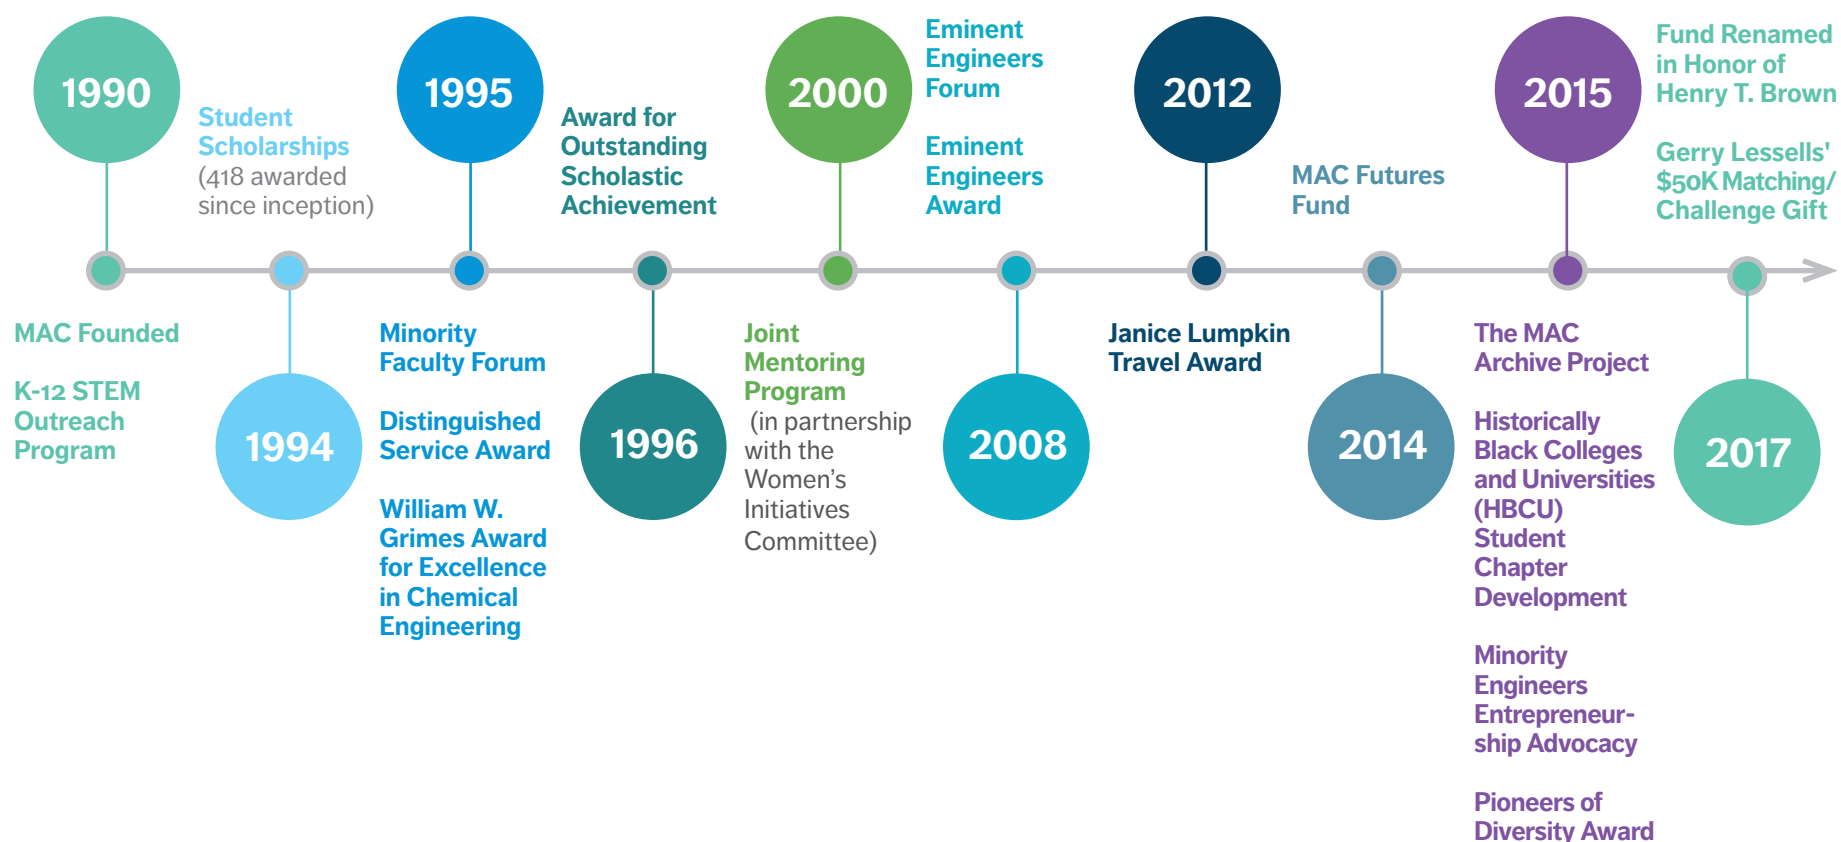 1990
MAC Founded
K-12 STEM
Outreach
Program
Student
Scholarships
(418 awarded
since inception)
1994
1995
Minority
Faculty Forum
Distinguished
Service Award
William W.
Grimes Award
for Excellence
in Chemical
Engineering
Award for
Outstanding
Scholastic
Achievement
1996
2000
Joint
Mentoring
Program
(in partnership
with the
Women's
Initiatives
Committee)
Eminent
Engineers
Forum
Eminent
Engineers
Award
2008
2012
Janice Lumpkin
Travel Award
MAC Futures
Fund
2014
2015
The MAC
Archive Project
Historically
Black Colleges
and Universities
(HBCU)
Student
Chapter
Development
Minority
Engineers
Entrepreneur-
ship Advocacy
Pioneers of
Diversity Award
Fund Renamed
in Honor of
Henry T. Brown
Gerry Lessells'
$50K Matching/
Challenge Gift
2017